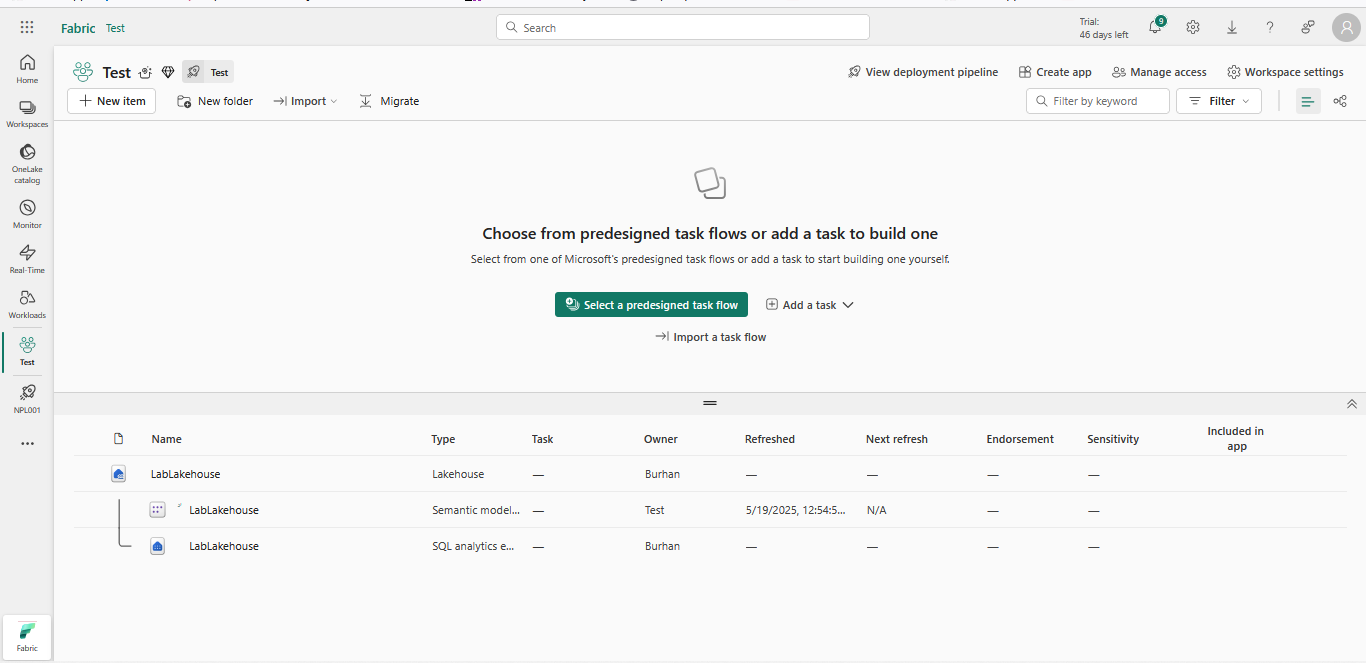 Fabric Test
Search
Trial:
46 days left
9
Home
Workspaces
OneLake
catalog
Monitor
Real-Time
Workloads
Test
NPL001
Fabric
Test
Test
View deployment pipeline
Create app
Manage access
Workspace settings
New item
New folder
Import
Migrate
Filter by keyword
Filter
Choose from predesigned task flows or add a task to build one
Select from one of Microsoft's predesigned task flows or add a task to start building one yourself.
Select a predesigned task flow
Add a task
Import a task flow
Name Type Task Owner Refreshed Next refresh Endorsement Sensitivity Included in
app
LabLakehouse Lakehouse — Burhan — — — —
LabLakehouse Semantic model... — Test 5/19/2025, 12:54:5... N/A — —
LabLakehouse SQL analytics e... — Burhan — — — —